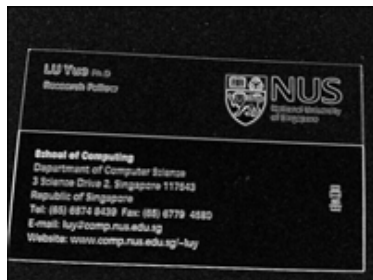 LU Yue Ph.D
Research Fellow
NUS
National University
of Singapore
School of Computing
Department of Computer Science
3 Science Drive 2, Singapore 117543
Republic of Singapore
Tel: (65) 6874 8439 Fax: (65) 6779 4580
E-mail: luy@comp.nus.edu.sg
Website: www.comp.nus.edu.sg/~luy